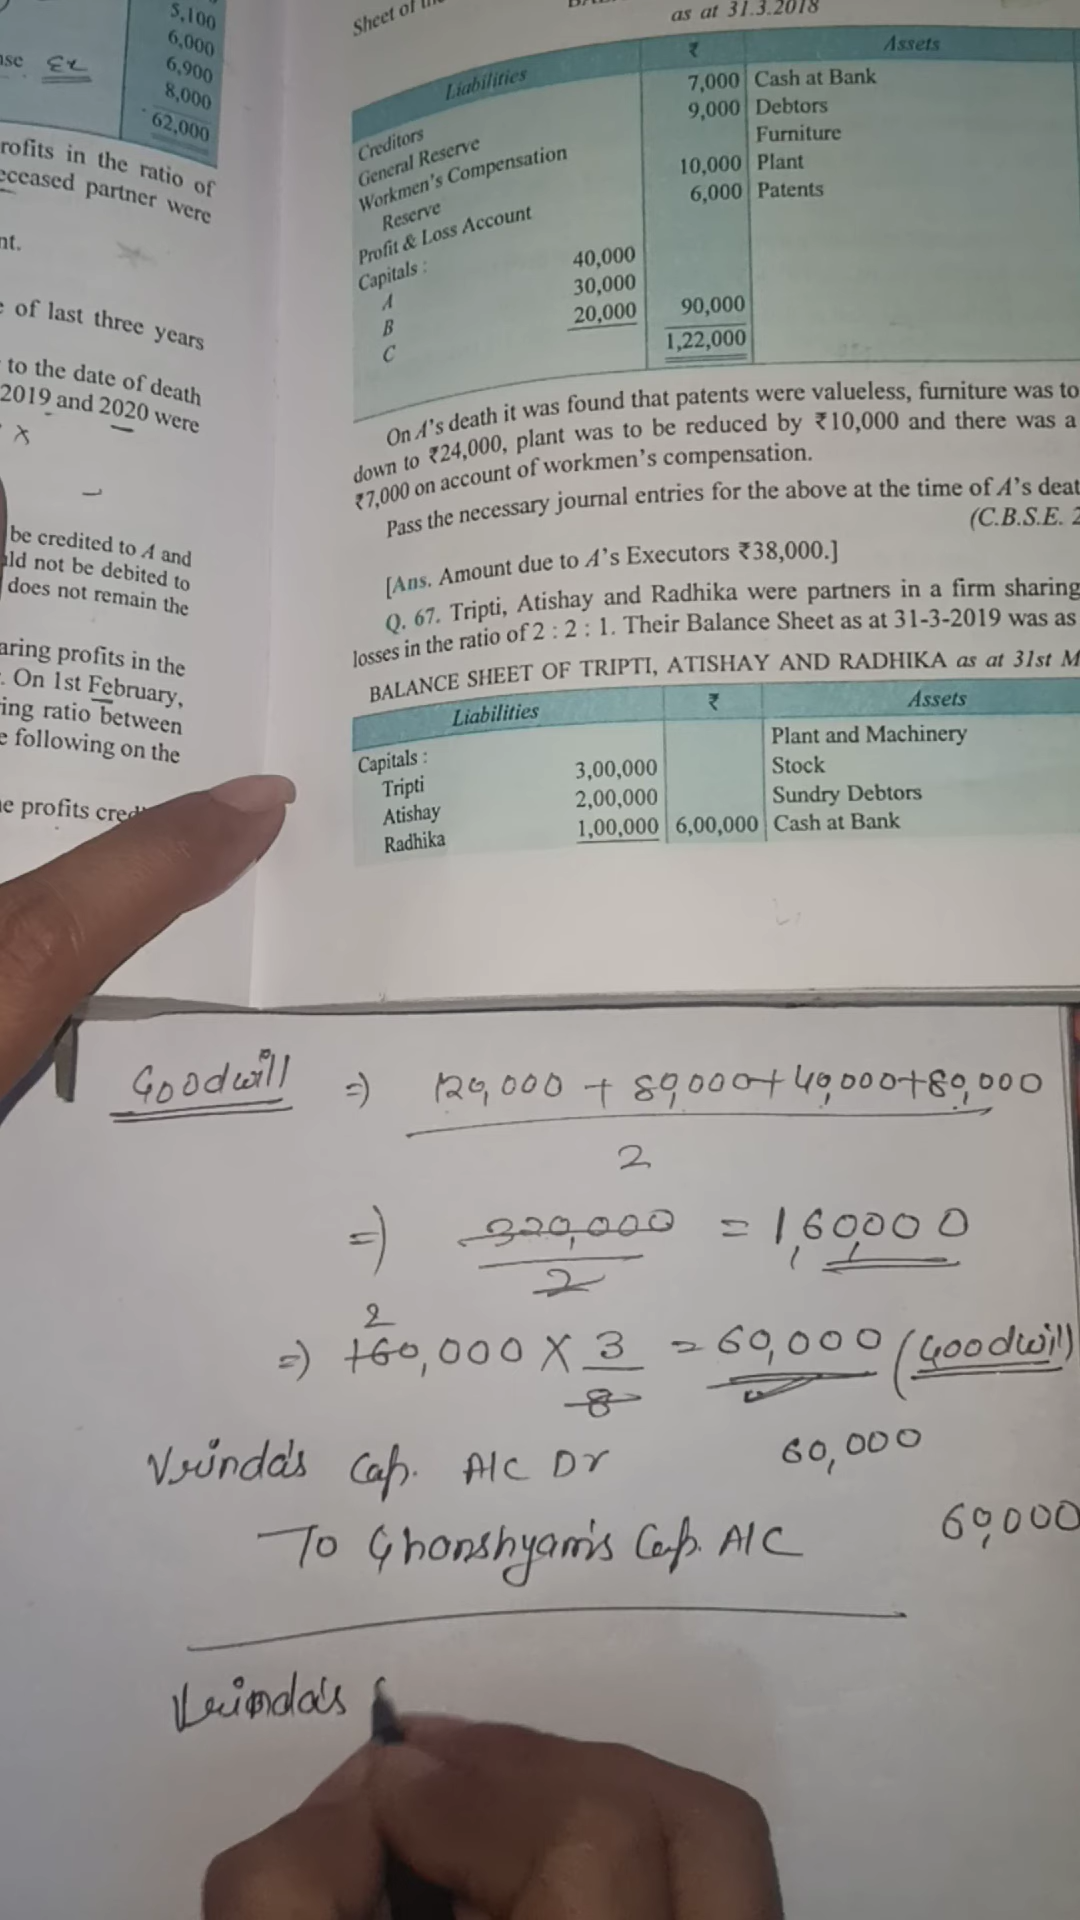 5,100
6,000
6,900
8,000
62,000
Ex
rofits in the ratio of
eceased partner were
nt.
of last three years
to the date of death
2019 and 2020 were
be credited to A and
ld not be debited to
does not remain the
aring profits in the
. On 1st February,
ing ratio between
e following on the
e profits cred
Sheet of
as at 31.3.2018
Liabilities ₹ Assets
Creditors 7,000 Cash at Bank
General Reserve 9,000 Debtors
Workmen's Compensation Furniture
Reserve 10,000 Plant
Profit & Loss Account 6,000 Patents
Capitals :
A 40,000
B 30,000
C 20,000 90,000
1,22,000
On A's death it was found that patents were valueless, furniture was to
down to ₹24,000, plant was to be reduced by ₹10,000 and there was a
₹7,000 on account of workmen's compensation.
Pass the necessary journal entries for the above at the time of A's deat
(C.B.S.E. 2
[Ans. Amount due to A's Executors ₹38,000.]
Q. 67. Tripti, Atishay and Radhika were partners in a firm sharing
losses in the ratio of 2 : 2 : 1. Their Balance Sheet as at 31-3-2019 was as
BALANCE SHEET OF TRIPTI, ATISHAY AND RADHIKA as at 31st M
Liabilities ₹ Assets
Capitals : Plant and Machinery
Tripti 3,00,000 Stock
Atishay 2,00,000 Sundry Debtors
Radhika 1,00,000 6,00,000 Cash at Bank
Goodwill => 120,000 + 80,000 + 40,000 + 80,000
2
=> 320,000 = 1,60,000
2
2
=> 160,000 X 3 = 60,000 (Goodwill)
8
Vrinda's Cap. A/C Dr 60,000
To Ghanshyam's Cap. A/C 60,000
Vrinda's